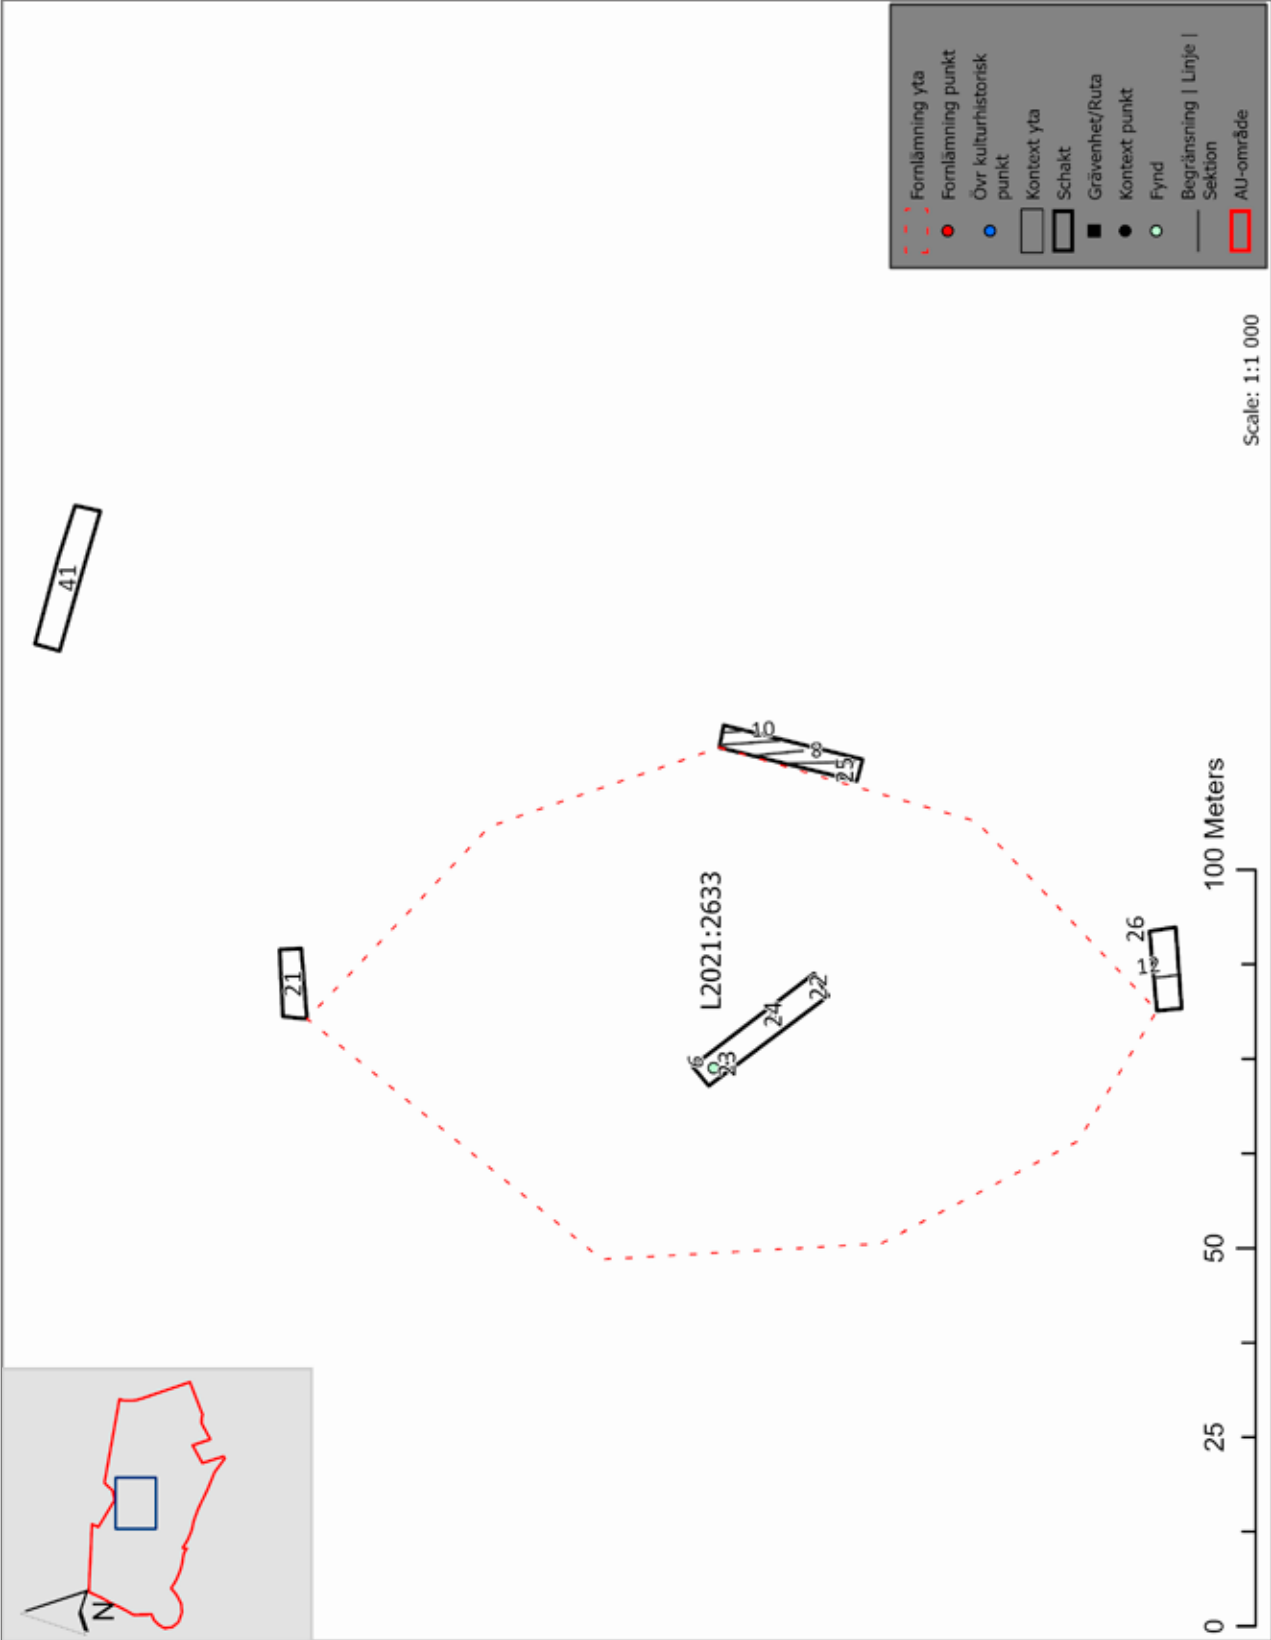 N
41
21
10
8
25
L2021:2633
6
23
24
22
26
0
25
50
100 Meters
Scale: 1:1 000
Fornlämning yta
Fornlämning punkt
Övr kulturhistorisk
punkt
Kontext yta
Schakt
Grävenhet/Ruta
Kontext punkt
Fynd
Begränsning | Linje |
Sektion
AU-område